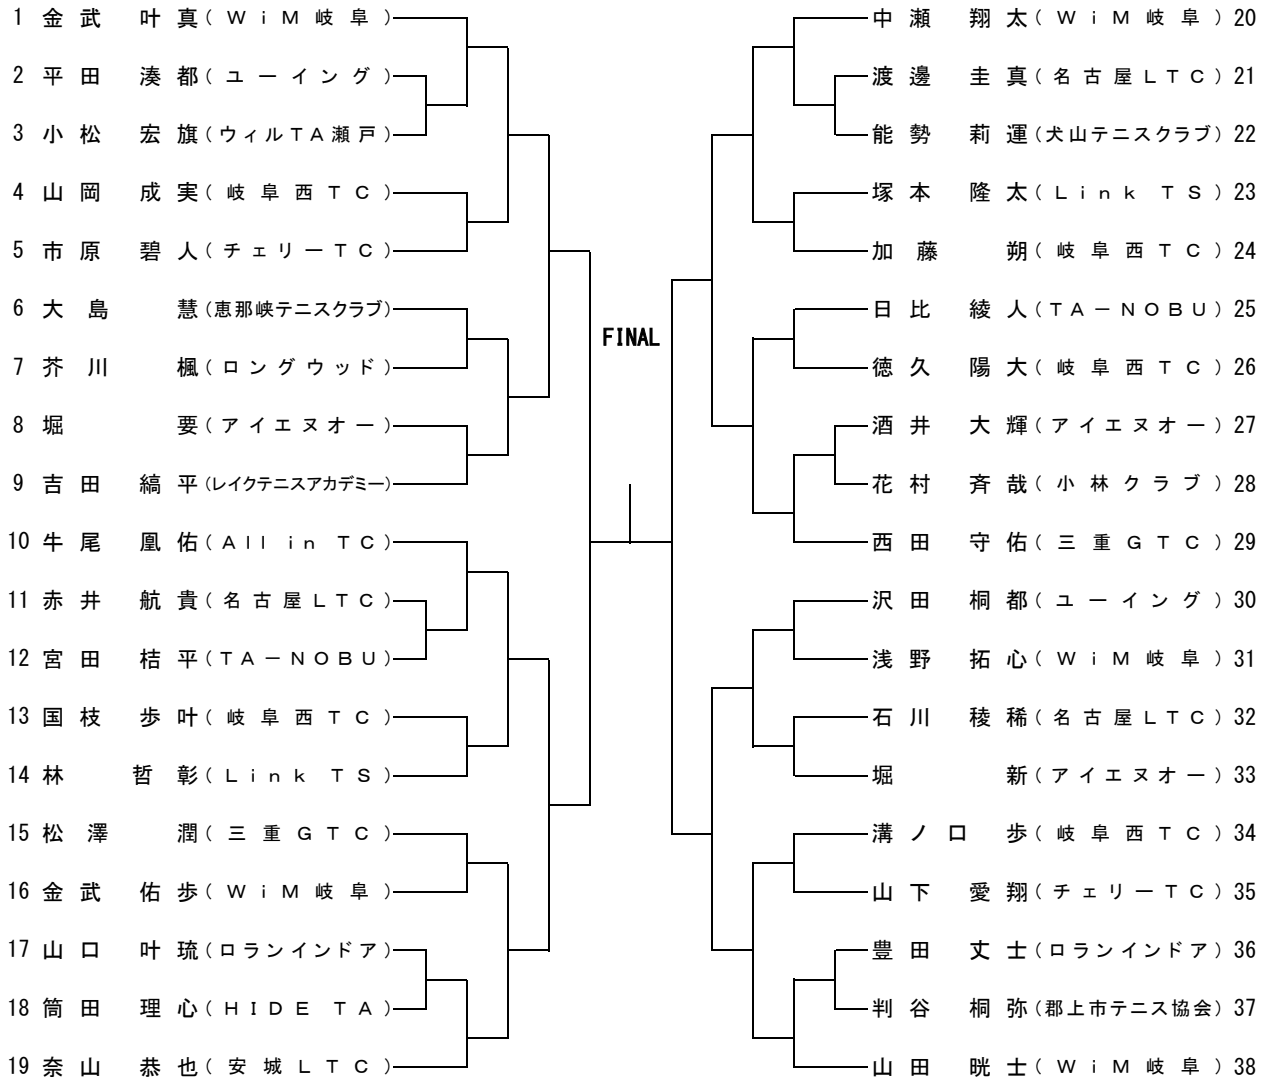 1 金武 叶真(WiM岐阜)
2 平田 湊都(ユーイング)
3 小松 宏旗(ウィルTA瀬戸)
4 山岡 成実(岐阜西TC)
5 市原 碧人(チェリーTC)
6 大島 慧(恵那峡テニスクラブ)
7 芥川 楓(ロングウッド)
8 堀 要(アイエヌオー)
9 吉田 縞平(レイクテニスアカデミー)
10 牛尾 凰佑(All in TC)
11 赤井 航貴(名古屋LTC)
12 宮田 桔平(TA－NOBU)
13 国枝 歩叶(岐阜西TC)
14 林 哲彰(Link TS)
15 松澤 潤(三重GTC)
16 金武 佑歩(WiM岐阜)
17 山口 叶琉(ロランインドア)
18 筒田 理心(HIDE TA)
19 奈山 恭也(安城LTC)
FINAL
中瀬 翔太(WiM岐阜) 20
渡邊 圭真(名古屋LTC) 21
能勢 莉運(犬山テニスクラブ) 22
塚本 隆太(Link TS) 23
加藤 朔(岐阜西TC) 24
日比 綾人(TA－NOBU) 25
徳久 陽大(岐阜西TC) 26
酒井 大輝(アイエヌオー) 27
花村 斉哉(小林クラブ) 28
西田 守佑(三重GTC) 29
沢田 桐都(ユーイング) 30
浅野 拓心(WiM岐阜) 31
石川 稜稀(名古屋LTC) 32
堀 新(アイエヌオー) 33
溝ノ口 歩(岐阜西TC) 34
山下 愛翔(チェリーTC) 35
豊田 丈士(ロランインドア) 36
判谷 桐弥(郡上市テニス協会) 37
山田 晄士(WiM岐阜) 38